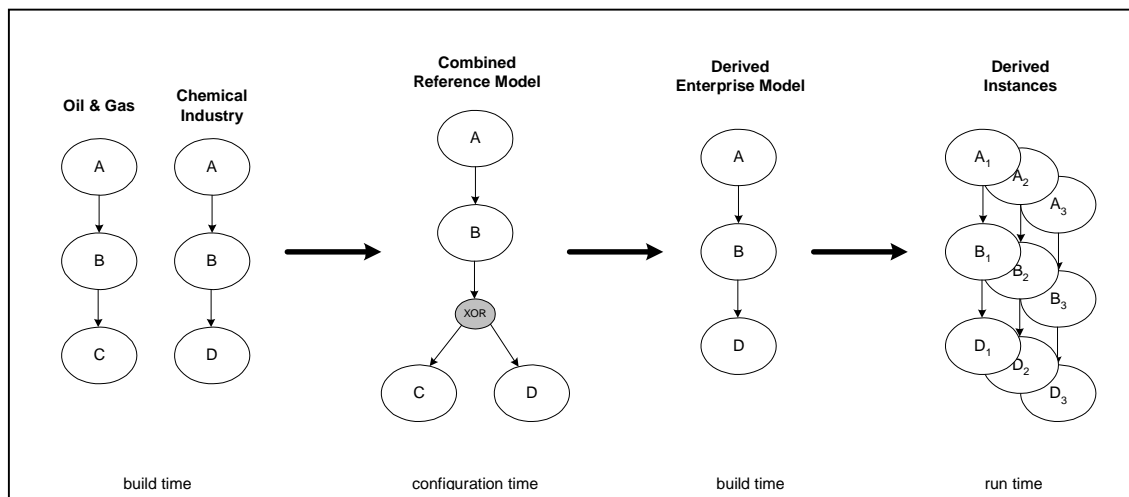 Oil & Gas
A
B
C
Chemical
Industry
A
B
D
build time
Combined
Reference Model
A
B
XOR
C
D
configuration time
Derived
Enterprise Model
A
B
D
build time
Derived
Instances
A1
A2
A3
B1
B2
B3
D1
D2
D3
run time